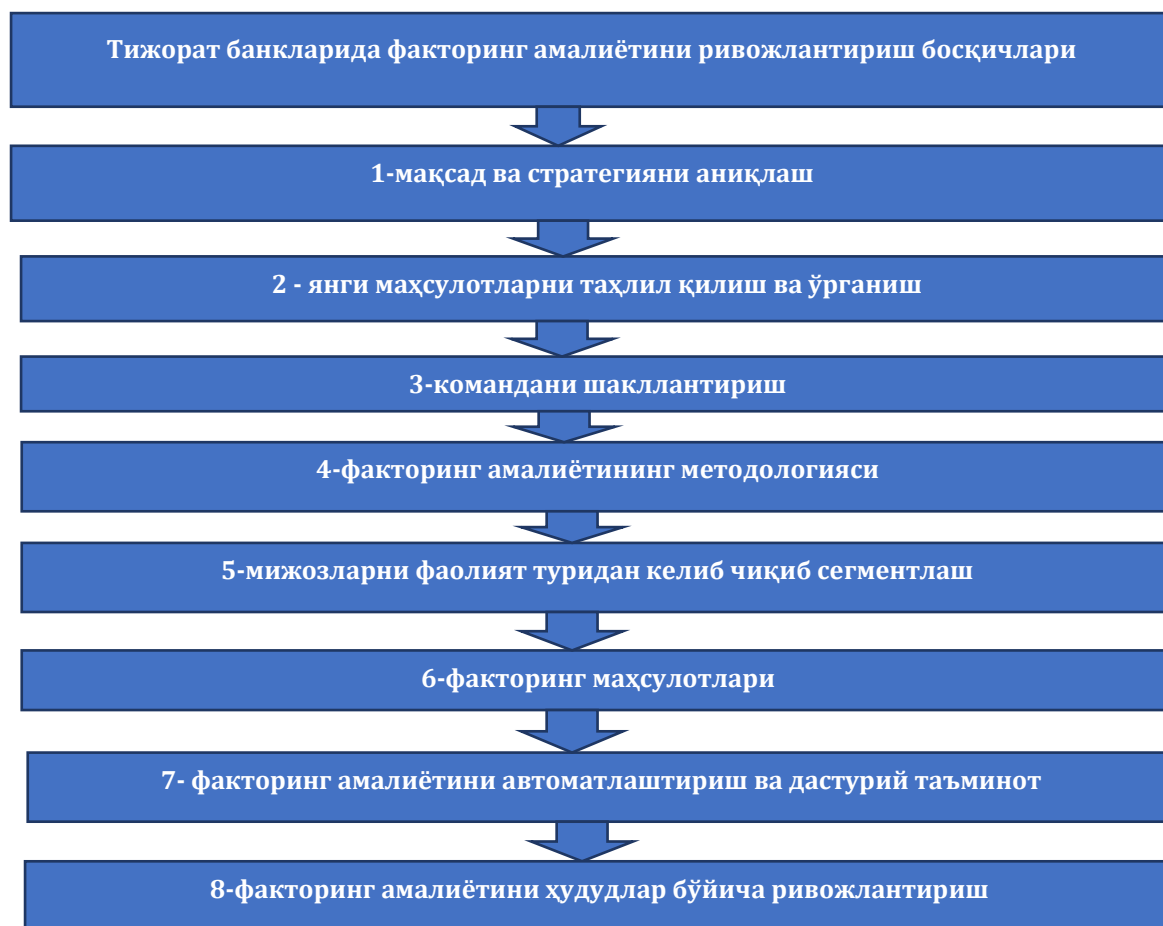 Тижорат банкларида факторинг амалиётини ривожлантириш босқичлари
1-мақсад ва стратегияни аниқлаш
2 - янги маҳсулотларни таҳлил қилиш ва ўрганиш
3-командани шакллантириш
4-факторинг амалиётининг методологияси
5-мижозларни фаолият туридан келиб чиқиб сегментлаш
6-факторинг маҳсулотлари
7- факторинг амалиётини автоматлаштириш ва дастурий таъминот
8-факторинг амалиётини ҳудудлар бўйича ривожлантириш